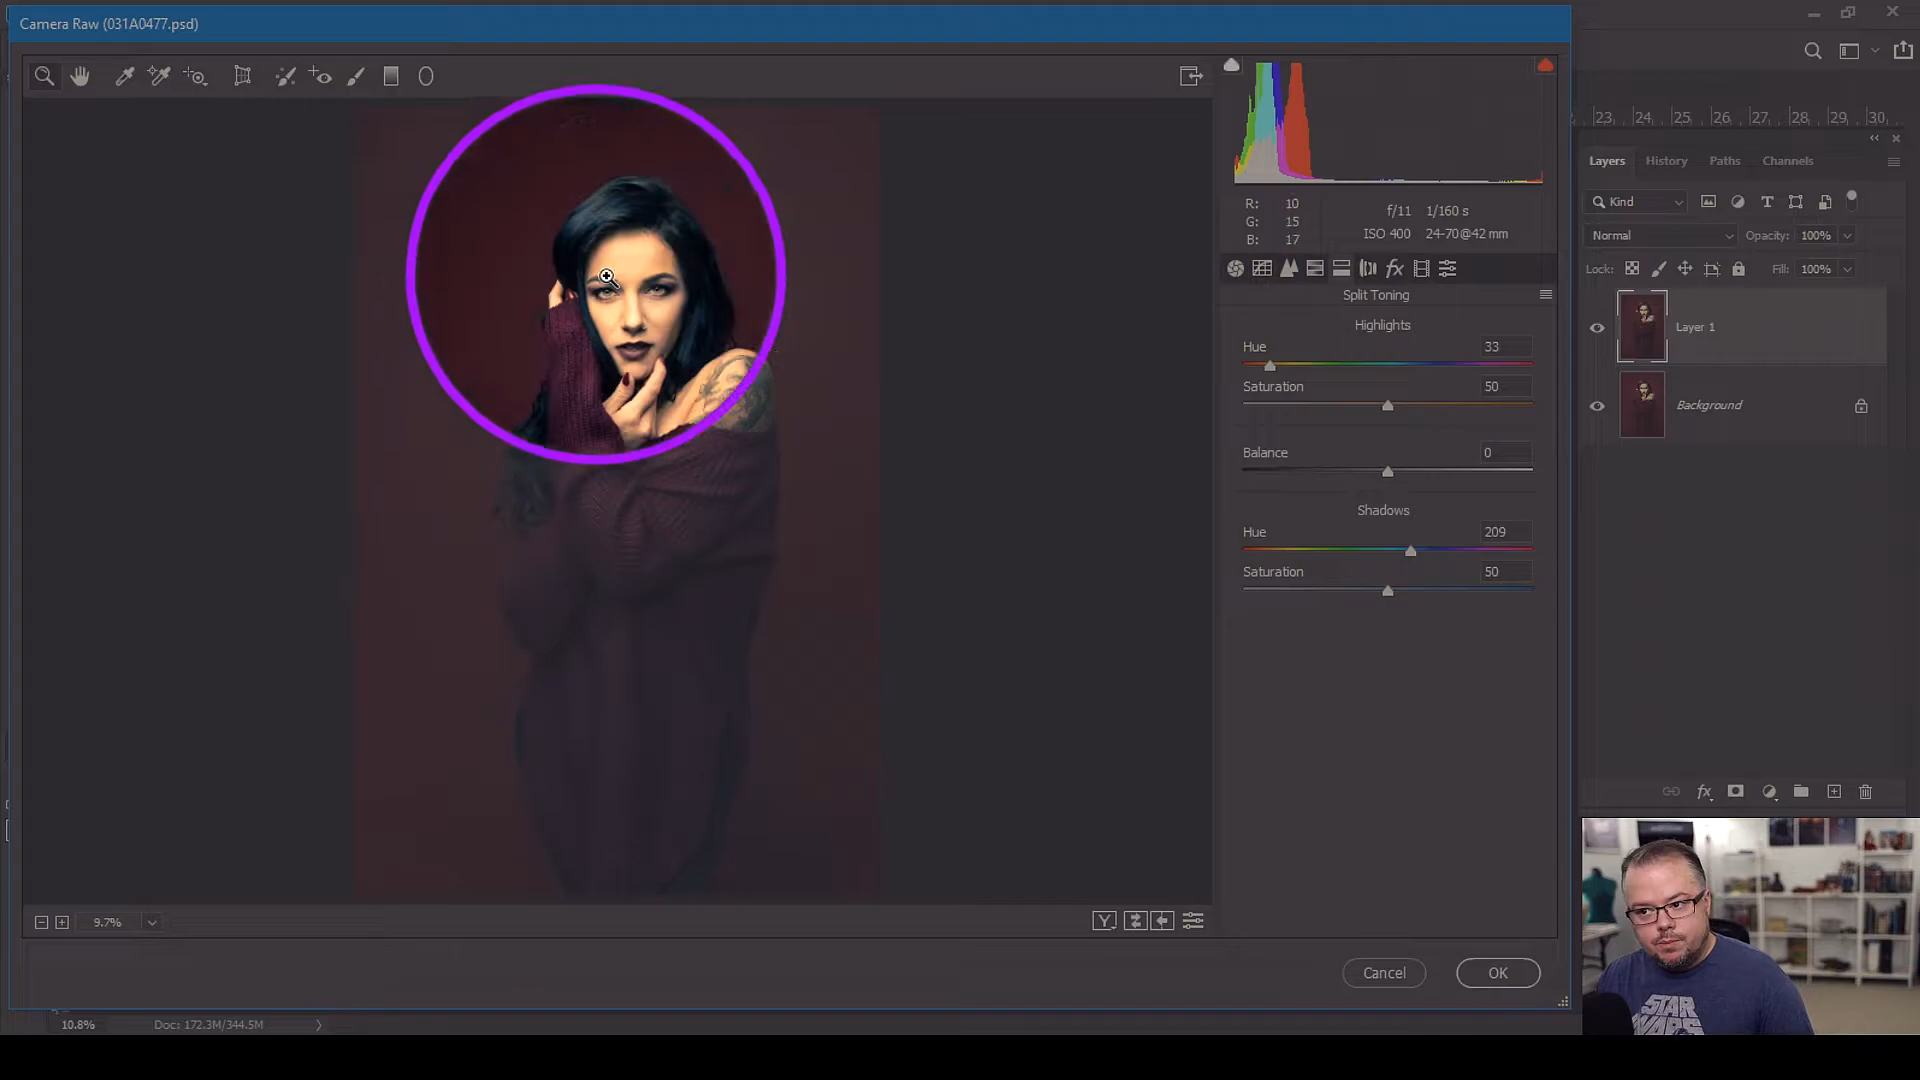 Camera Raw (031A0477.psd)
23 24 25 26 27 28 29 30
Layers History Paths Channels
R: 10
G: 15
B: 17
f/11 1/160 s
ISO 400 24-70@42 mm
Kind
Normal Opacity: 100%
Lock: Fill: 100%
fx
Split Toning
Highlights
Hue 33
Saturation 50
Balance 0
Shadows
Hue 209
Saturation 50
Layer 1
Background
fx
9.7%
Y
Cancel OK
10.8% Doc: 172.3M/344.5M
STAR
WARS